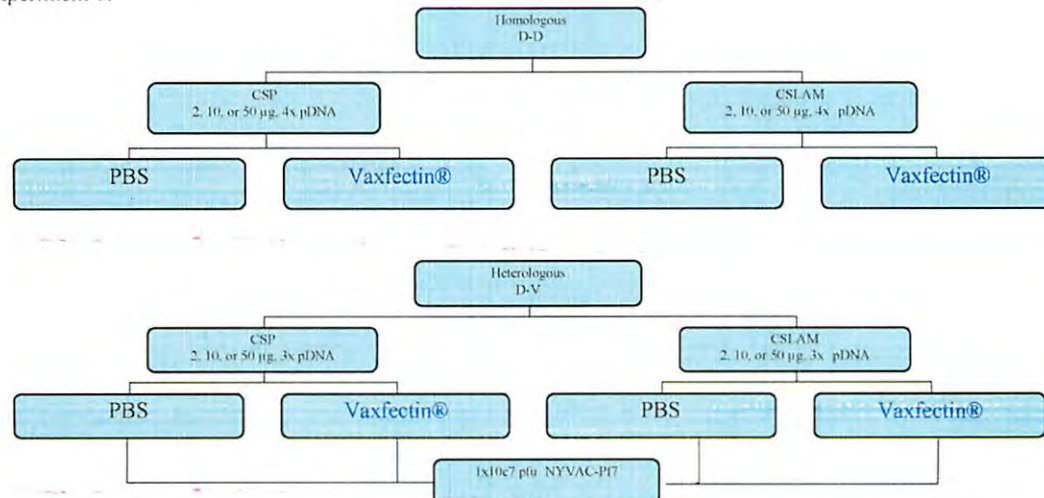 Homologous
D-D
CSP
2, 10, or 50 µg, 4x pDNA
CSLAM
2, 10, or 50 µg, 4x pDNA
PBS
Vaxfectin®
PBS
Vaxfectin®
Heterologous
D-V
CSP
2, 10, or 50 µg, 3x pDNA
CSLAM
2, 10, or 50 µg, 3x pDNA
PBS
Vaxfectin®
PBS
Vaxfectin®
1x10e7 pfu NYVAC-Pf7